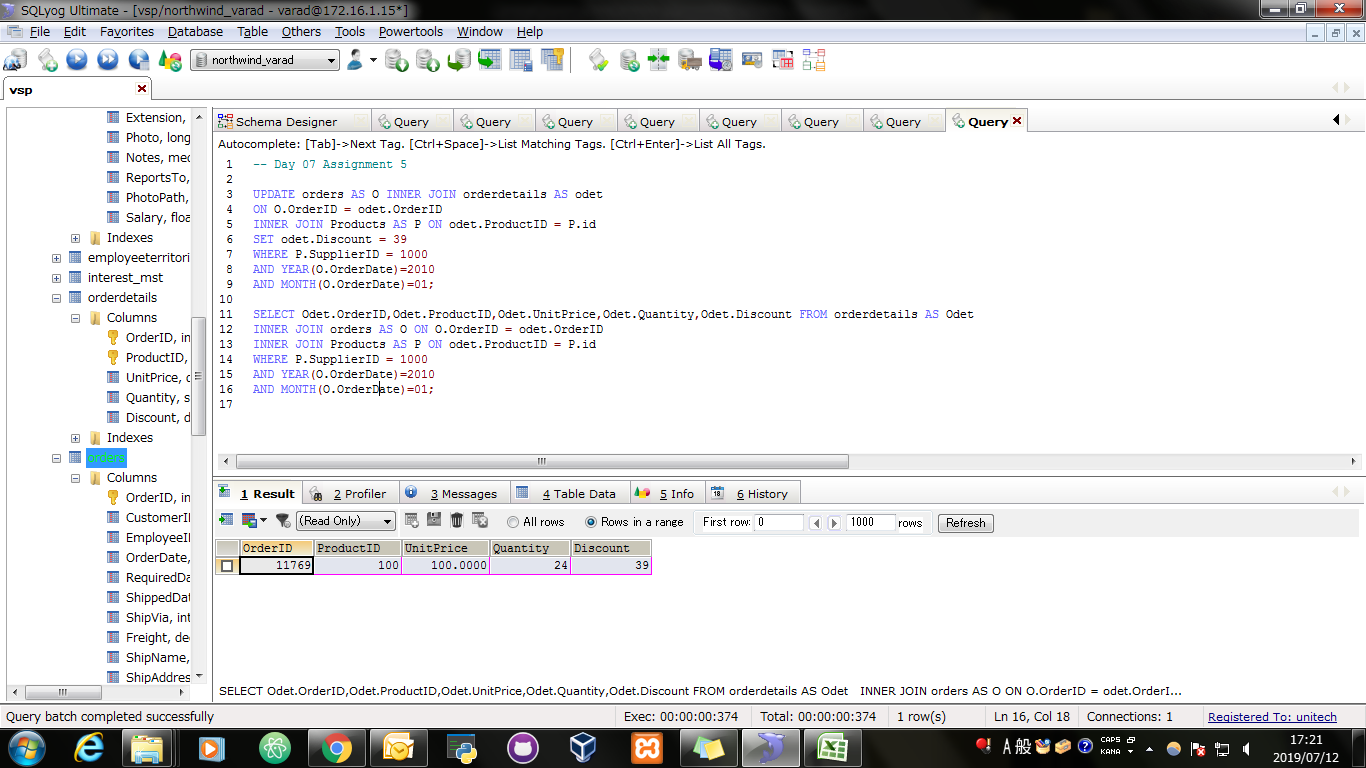 SQLyog Ultimate - [vsp/northwind_varad - varad@172.16.1.15*]
File Edit Favorites Database Table Others Tools Powertools Window Help
northwind_varad
vsp
Extension,
Photo, long
Notes, med
ReportsTo,
PhotoPath,
Salary, floa
Indexes
employeeterritori
interest_mst
orderdetails
Columns
OrderID, in
ProductID,
UnitPrice, d
Quantity, s
Discount, d
Indexes
orders
Columns
OrderID, in
CustomerID
EmployeeID
OrderDate,
RequiredDa
ShippedDat
ShipVia, int
Freight, de
ShipName,
ShipAddres
Schema Designer Query Query Query Query Query Query Query Query
Autocomplete: [Tab]->Next Tag. [Ctrl+Space]->List Matching Tags. [Ctrl+Enter]->List All Tags.
1 -- Day 07 Assignment 5
2
3 UPDATE orders AS O INNER JOIN orderdetails AS odet
4 ON O.OrderID = odet.OrderID
5 INNER JOIN Products AS P ON odet.ProductID = P.id
6 SET odet.Discount = 39
7 WHERE P.SupplierID = 1000
8 AND YEAR(O.OrderDate)=2010
9 AND MONTH(O.OrderDate)=01;
10
11 SELECT Odet.OrderID,Odet.ProductID,Odet.UnitPrice,Odet.Quantity,Odet.Discount FROM orderdetails AS Odet
12 INNER JOIN orders AS O ON O.OrderID = odet.OrderID
13 INNER JOIN Products AS P ON odet.ProductID = P.id
14 WHERE P.SupplierID = 1000
15 AND YEAR(O.OrderDate)=2010
16 AND MONTH(O.OrderDate)=01;
17
1 Result 2 Profiler 3 Messages 4 Table Data 5 Info 6 History
(Read Only) All rows Rows in a range First row: 0 1000 rows Refresh
OrderID ProductID UnitPrice Quantity Discount
11769 100 100.0000 24 39
SELECT Odet.OrderID,Odet.ProductID,Odet.UnitPrice,Odet.Quantity,Odet.Discount FROM orderdetails AS Odet INNER JOIN orders AS O ON O.OrderID = odet.OrderI...
Query batch completed successfully Exec: 00:00:00:374 Total: 00:00:00:374 1 row(s) Ln 16, Col 18 Connections: 1 Registered To: unitech
A 般 CAPS KANA
17:21
2019/07/12